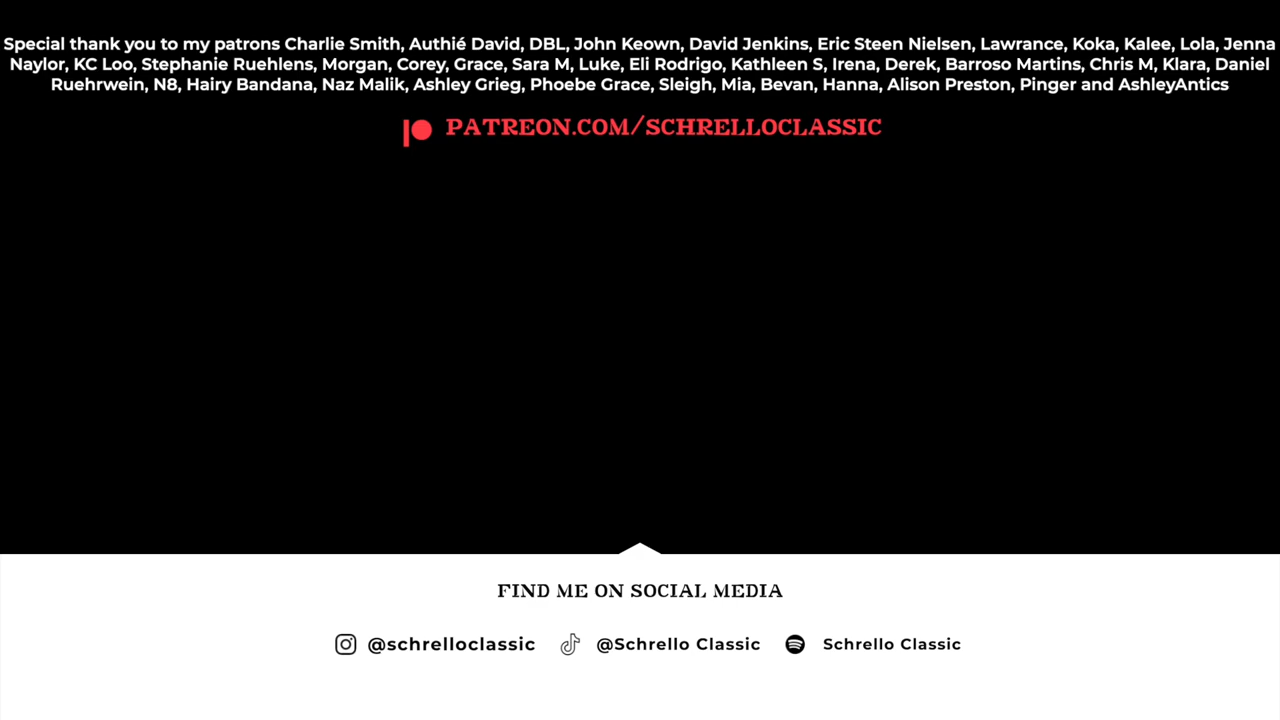 Special thank you to my patrons Charlie Smith, Authié David, DBL, John Keown, David Jenkins, Eric Steen Nielsen, Lawrance, Koka, Kalee, Lola, Jenna
Naylor, KC Loo, Stephanie Ruehlens, Morgan, Corey, Grace, Sara M, Luke, Eli Rodrigo, Kathleen S, Irena, Derek, Barroso Martins, Chris M, Klara, Daniel
Ruehrwein, N8, Hairy Bandana, Naz Malik, Ashley Grieg, Phoebe Grace, Sleigh, Mia, Bevan, Hanna, Alison Preston, Pinger and AshleyAntics
PATREON.COM/SCHRELLOCLASSIC
FIND ME ON SOCIAL MEDIA
@schrelloclassic @Schrello Classic Schrello Classic